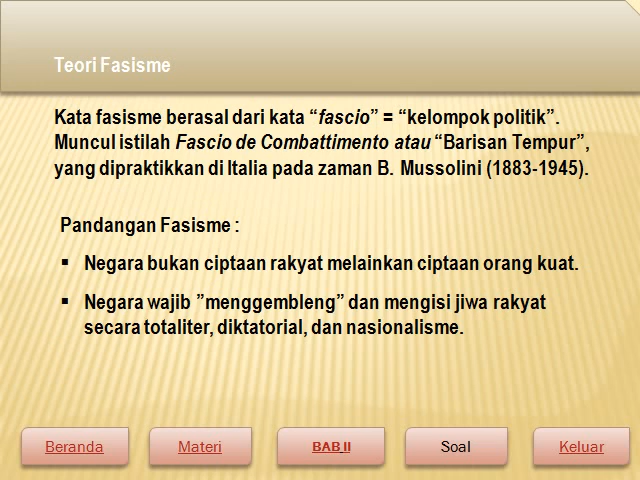 Teori Fasisme
Kata fasisme berasal dari kata “fascio” = “kelompok politik”.
Muncul istilah Fascio de Combattimento atau “Barisan Tempur”,
yang dipraktikkan di Italia pada zaman B. Mussolini (1883-1945).
Pandangan Fasisme :
▪ Negara bukan ciptaan rakyat melainkan ciptaan orang kuat.
▪ Negara wajib ”menggembleng” dan mengisi jiwa rakyat
secara totaliter, diktatorial, dan nasionalisme.
Beranda Materi BAB II Soal Keluar